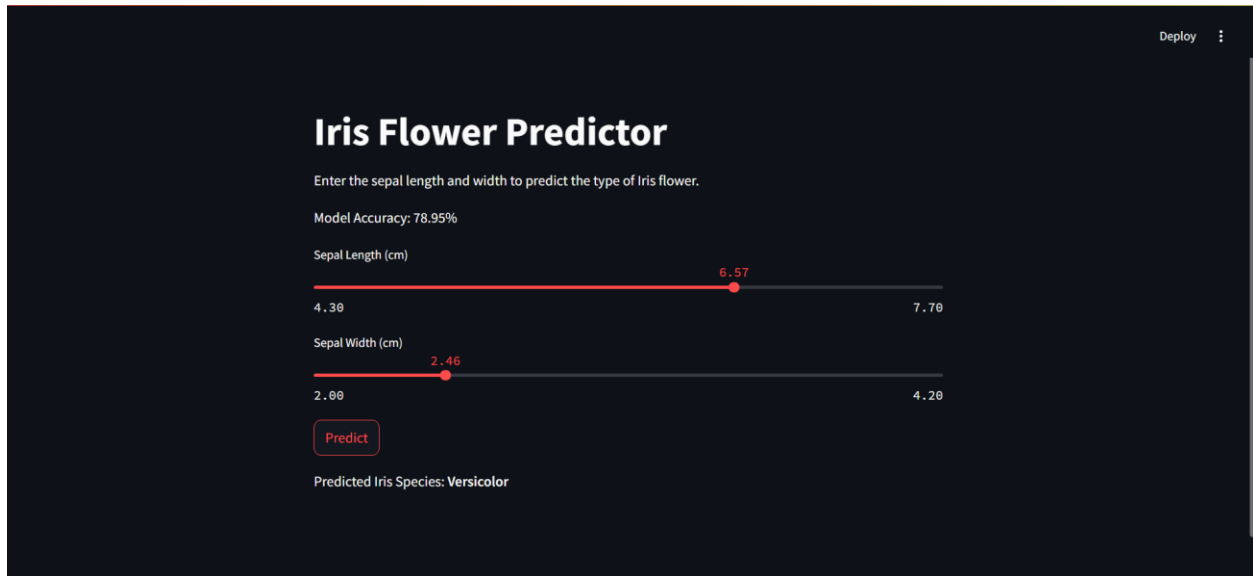 Deploy
Iris Flower Predictor
Enter the sepal length and width to predict the type of Iris flower.
Model Accuracy: 78.95%
Sepal Length (cm)
6.57
4.30 7.70
Sepal Width (cm)
2.46
2.00 4.20
Predict
Predicted Iris Species: Versicolor